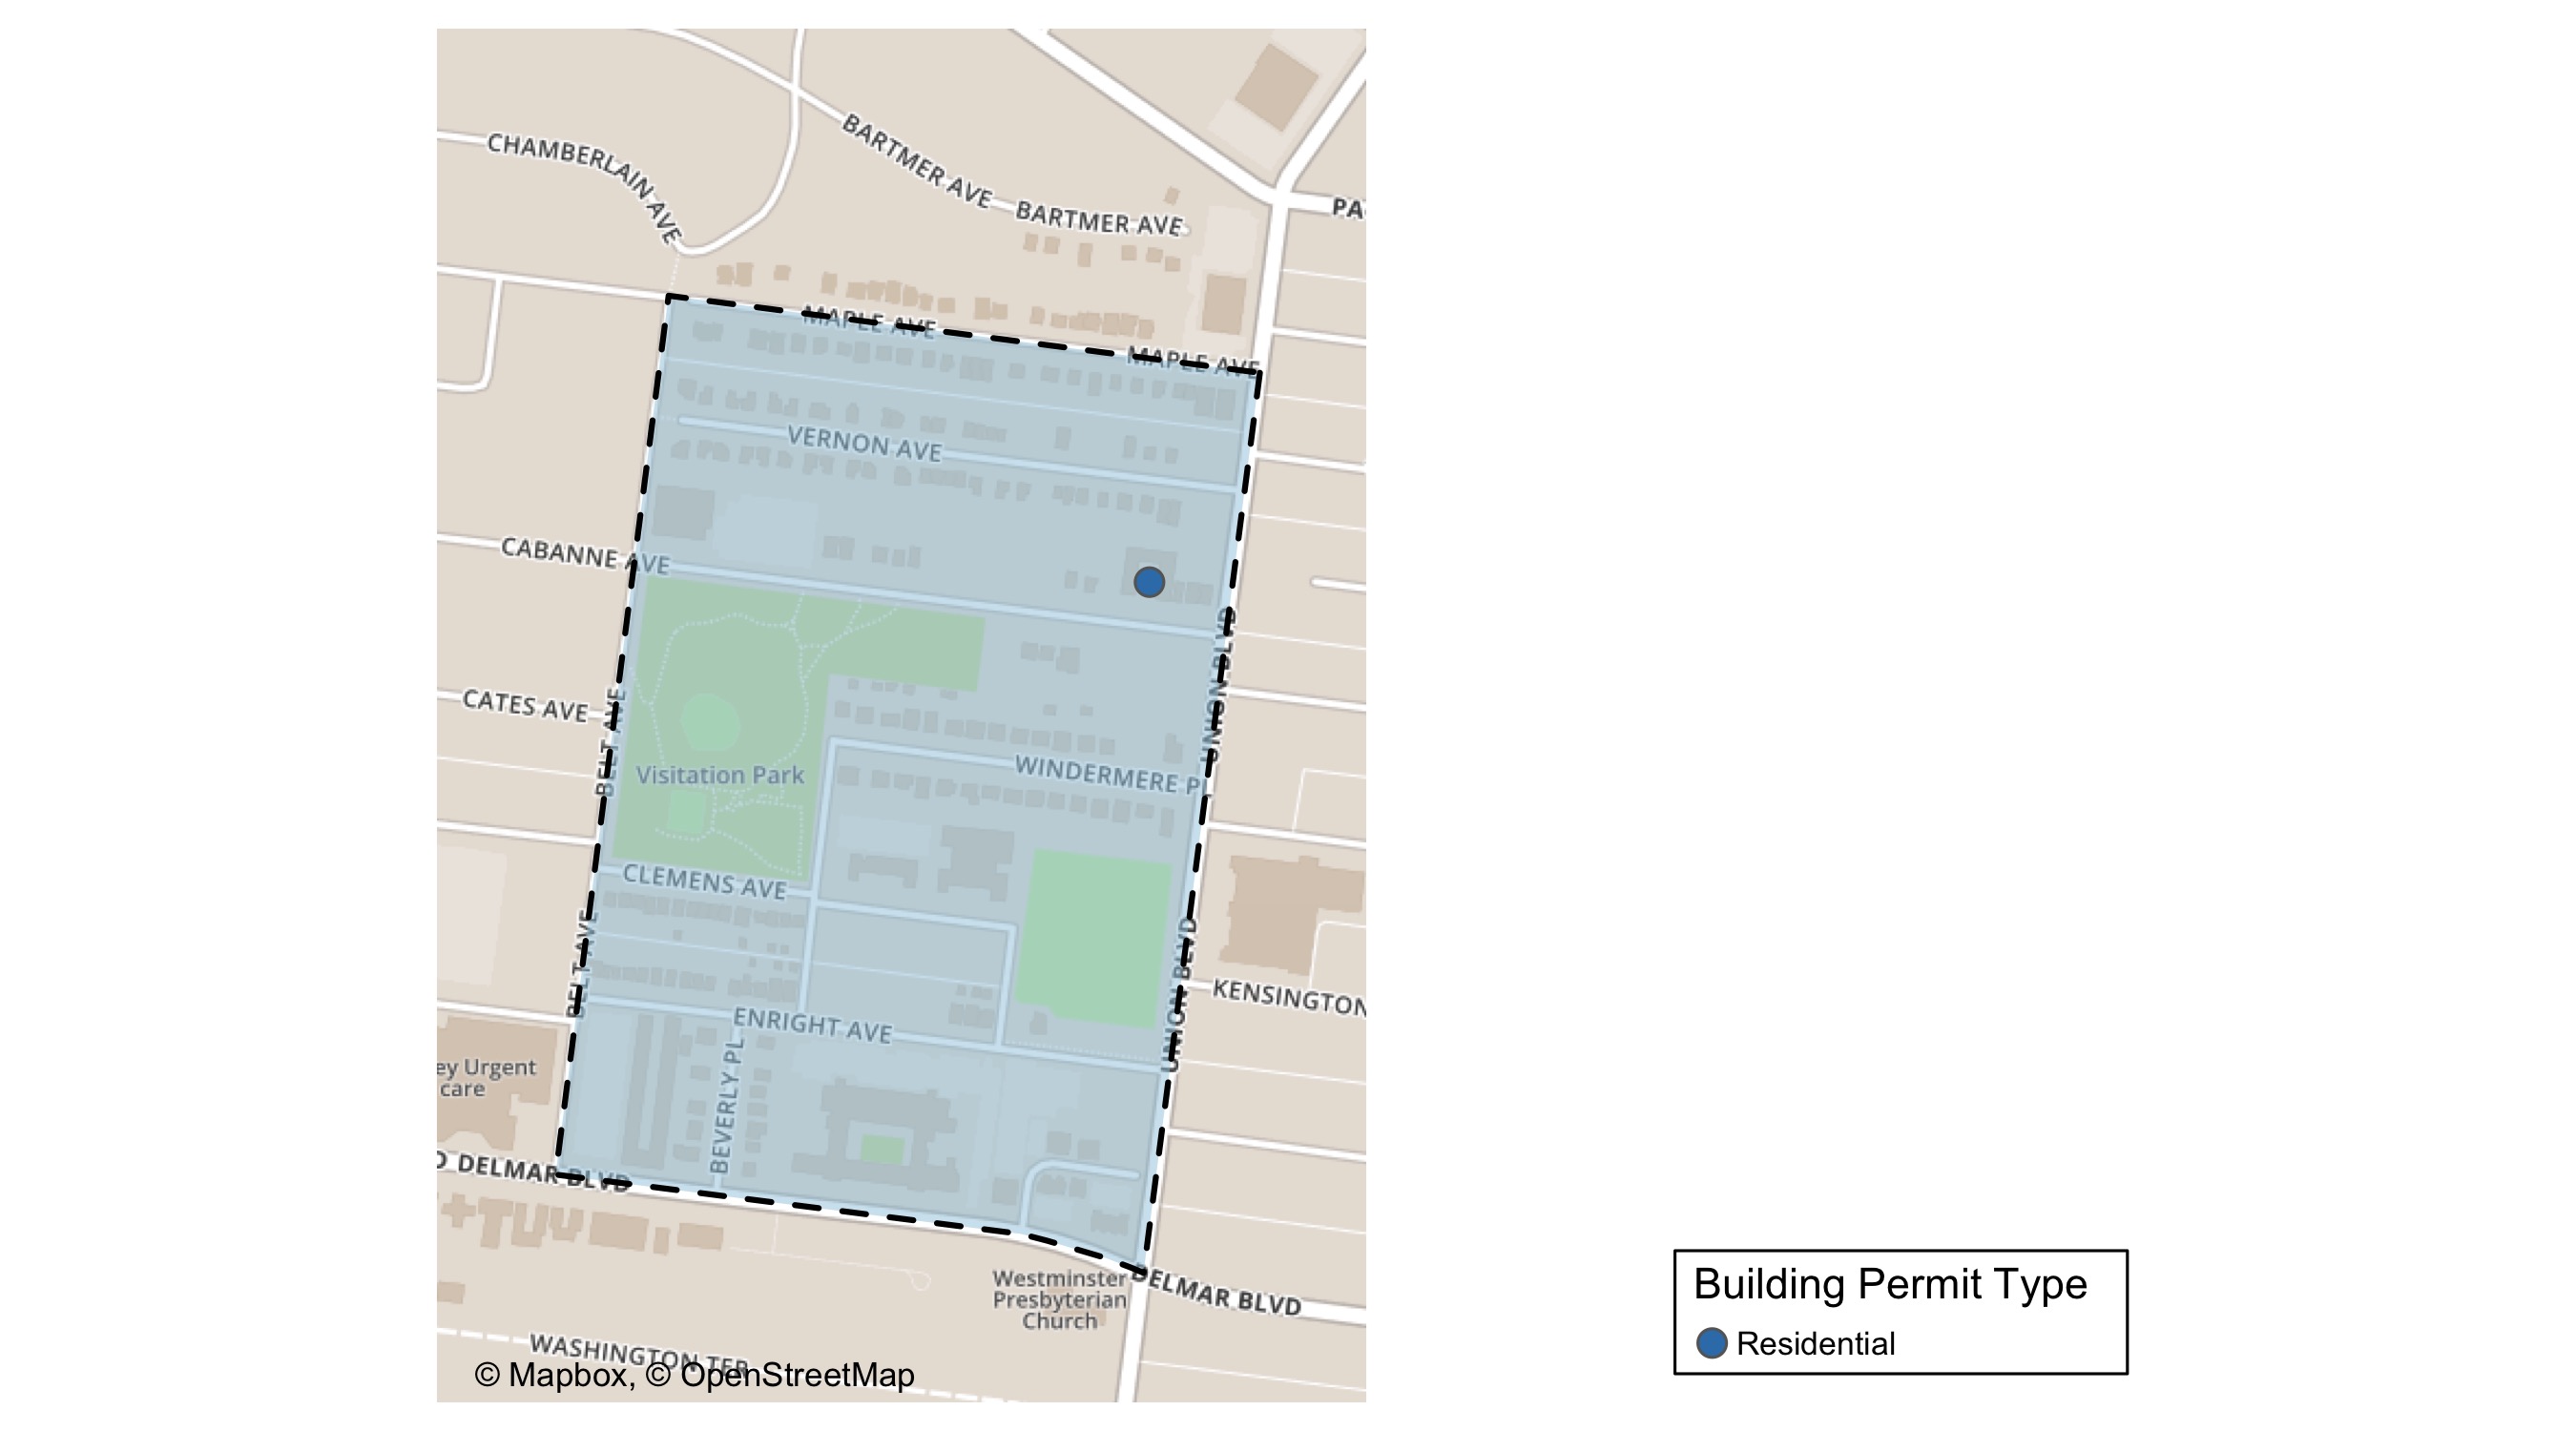 CHAMBERLAIN AVE
BARTMER AVE
BARTMER AVE
MAPLE AVE
MAPLE AVE
VERNON AVE
CABANNE AVE
UNION BLVD
CATES AVE
BELT AVE
WINDERMERE
Visitation Park
CLEMENS AVE
BELT AVE
UNION BLVD
KENSINGTON
ENRIGHT AVE
BEVERLY PL
ey Urgent
care
DELMAR BLVD
Westminster
Presbyterian
Church
DELMAR BLVD
WASHINGTON TER
© Mapbox, © OpenStreetMap
Building Permit Type
Residential